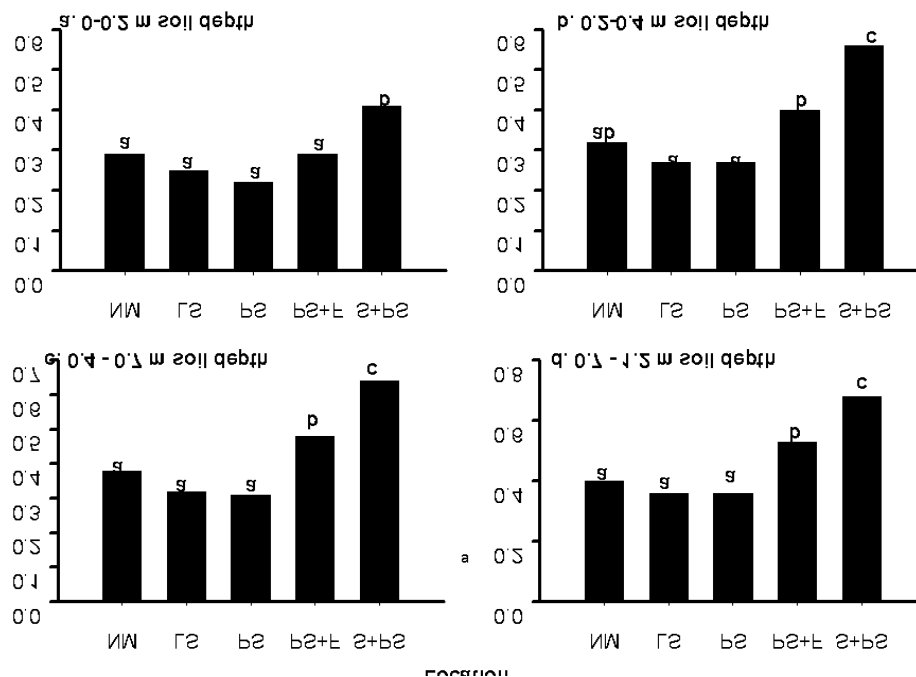 a. 0-0.2 m soil depth
0.6
0.5
0.4
0.3
0.2
0.1
0.0
a a a a b
NM LS PS PS+F S+PS
b. 0.2-0.4 m soil depth
0.6
0.5
0.4
0.3
0.2
0.1
0.0
ab a a b c
NM LS PS PS+F S+PS
c. 0.4 - 0.7 m soil depth
0.7
0.6
0.5
0.4
0.3
0.2
0.1
0.0
a a a b c
NM LS PS PS+F S+PS
d. 0.7 - 1.2 m soil depth
0.8
0.6
0.4
0.2
0.0
a a a b c
NM LS PS PS+F S+PS
Location